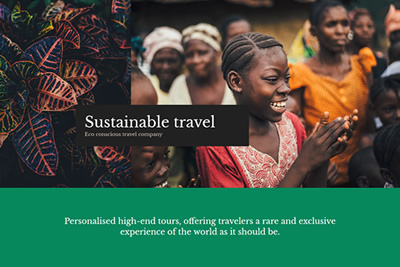 Sustainable travel
Eco conscious travel company
Personalised high-end tours, offering travelers a rare and exclusive
experience of the world as it should be.